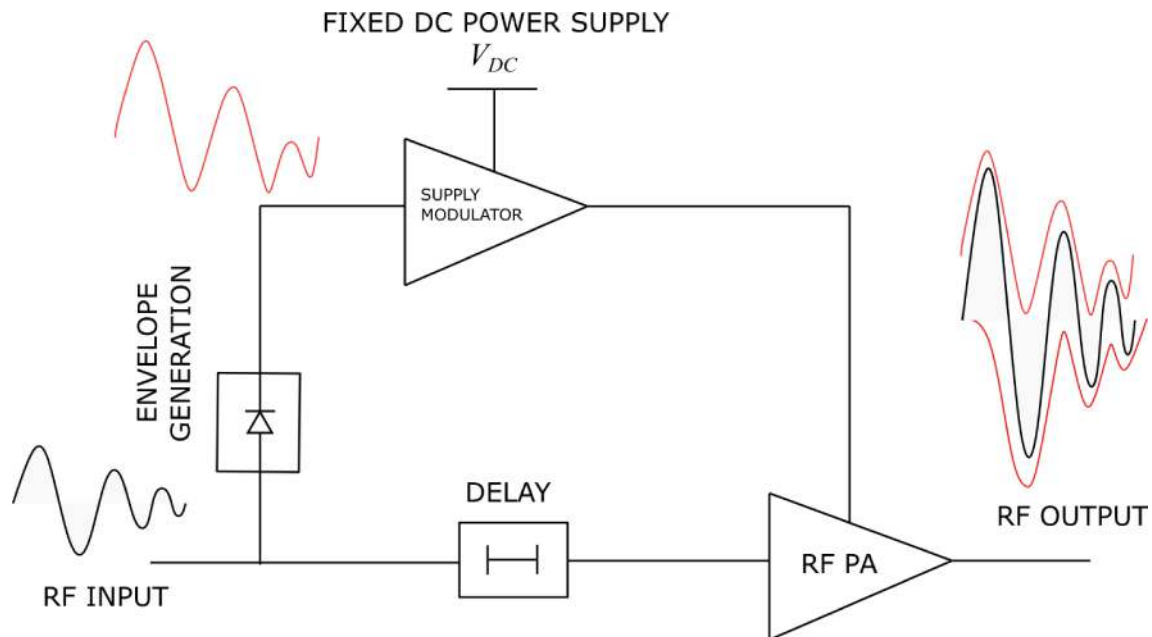 FIXED DC POWER SUPPLY
V_DC
SUPPLY
MODULATOR
ENVELOPE
GENERATION
DELAY
RF PA
RF INPUT
RF OUTPUT